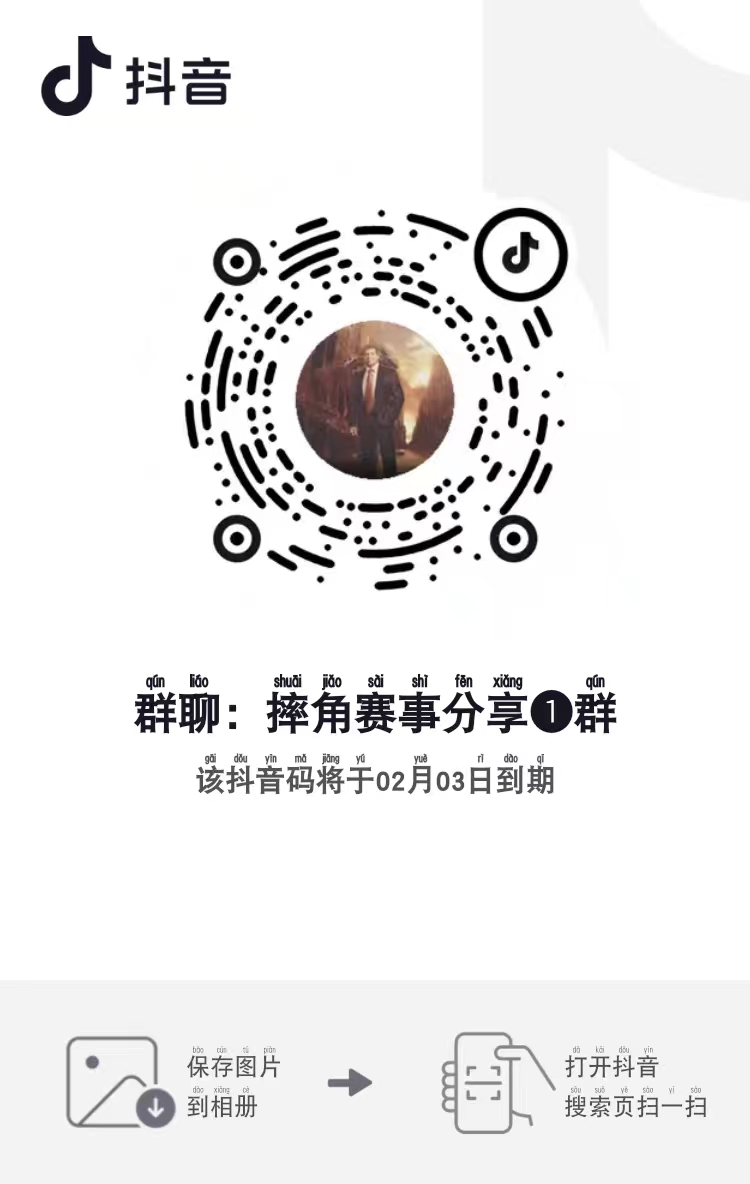 抖音
qún liáo shuāi jiǎo sài shì fēn xiǎng qún
群聊：摔角赛事分享❶群
gāi dǒu yīn mǎ jiāng yú yuè rì dào qī
该抖音码将于02月03日到期
bǎo cún tú piàn
保存图片
dào xiàng cè
到相册
dǎ kāi dǒu yīn
打开抖音
sōu suǒ yè sǎo yī sǎo
搜索页扫一扫